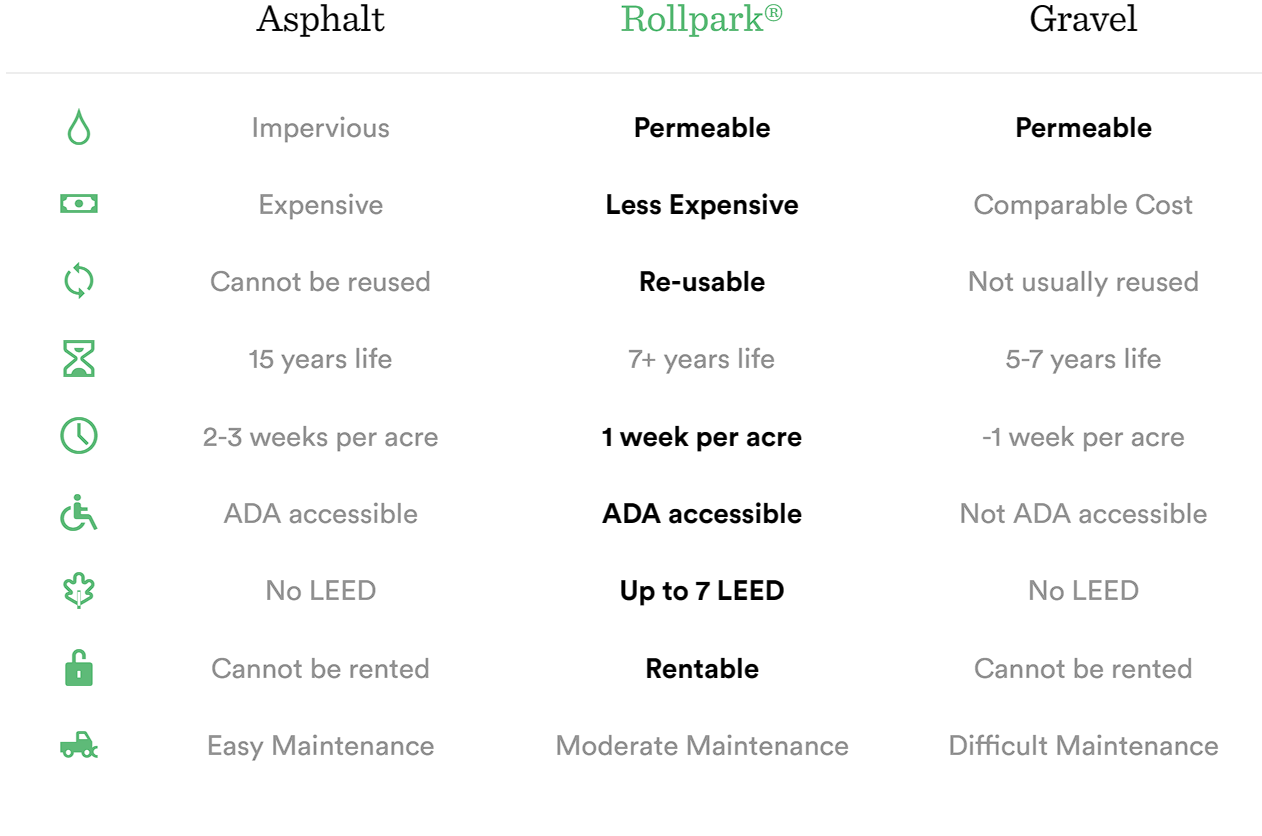 Asphalt Rollpark® Gravel
Impervious Permeable Permeable
Expensive Less Expensive Comparable Cost
Cannot be reused Re-usable Not usually reused
15 years life 7+ years life 5-7 years life
2-3 weeks per acre 1 week per acre -1 week per acre
ADA accessible ADA accessible Not ADA accessible
No LEED Up to 7 LEED No LEED
Cannot be rented Rentable Cannot be rented
Easy Maintenance Moderate Maintenance Difficult Maintenance